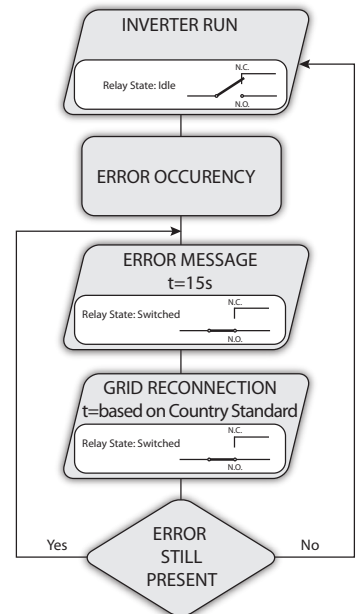 INVERTER RUN
N.C.
Relay State: Idle
N.O.
ERROR OCCURENCY
ERROR MESSAGE
t=15s
N.C.
Relay State: Switched
N.O.
GRID RECONNECTION
t=based on Country Standard
N.C.
Relay State: Switched
N.O.
Yes
ERROR
STILL
PRESENT
No